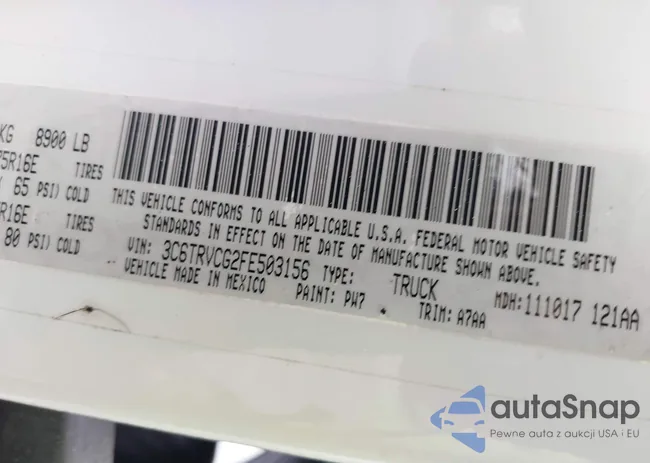 KG 8900 LB
75R16E TIRES
65 PSI) COLD
R16E TIRES
80 PSI) COLD
THIS VEHICLE CONFORMS TO ALL APPLICABLE U.S.A. FEDERAL MOTOR VEHICLE SAFETY
STANDARDS IN EFFECT ON THE DATE OF MANUFACTURE SHOWN ABOVE.
VIN: 3C6TRVCG2FE503156 TYPE: TRUCK MDH: 111017 121AA
VEHICLE MADE IN MEXICO PAINT: PW7 TRIM: A7AA
autaSnap
Pewne auta z aukcji USA i EU